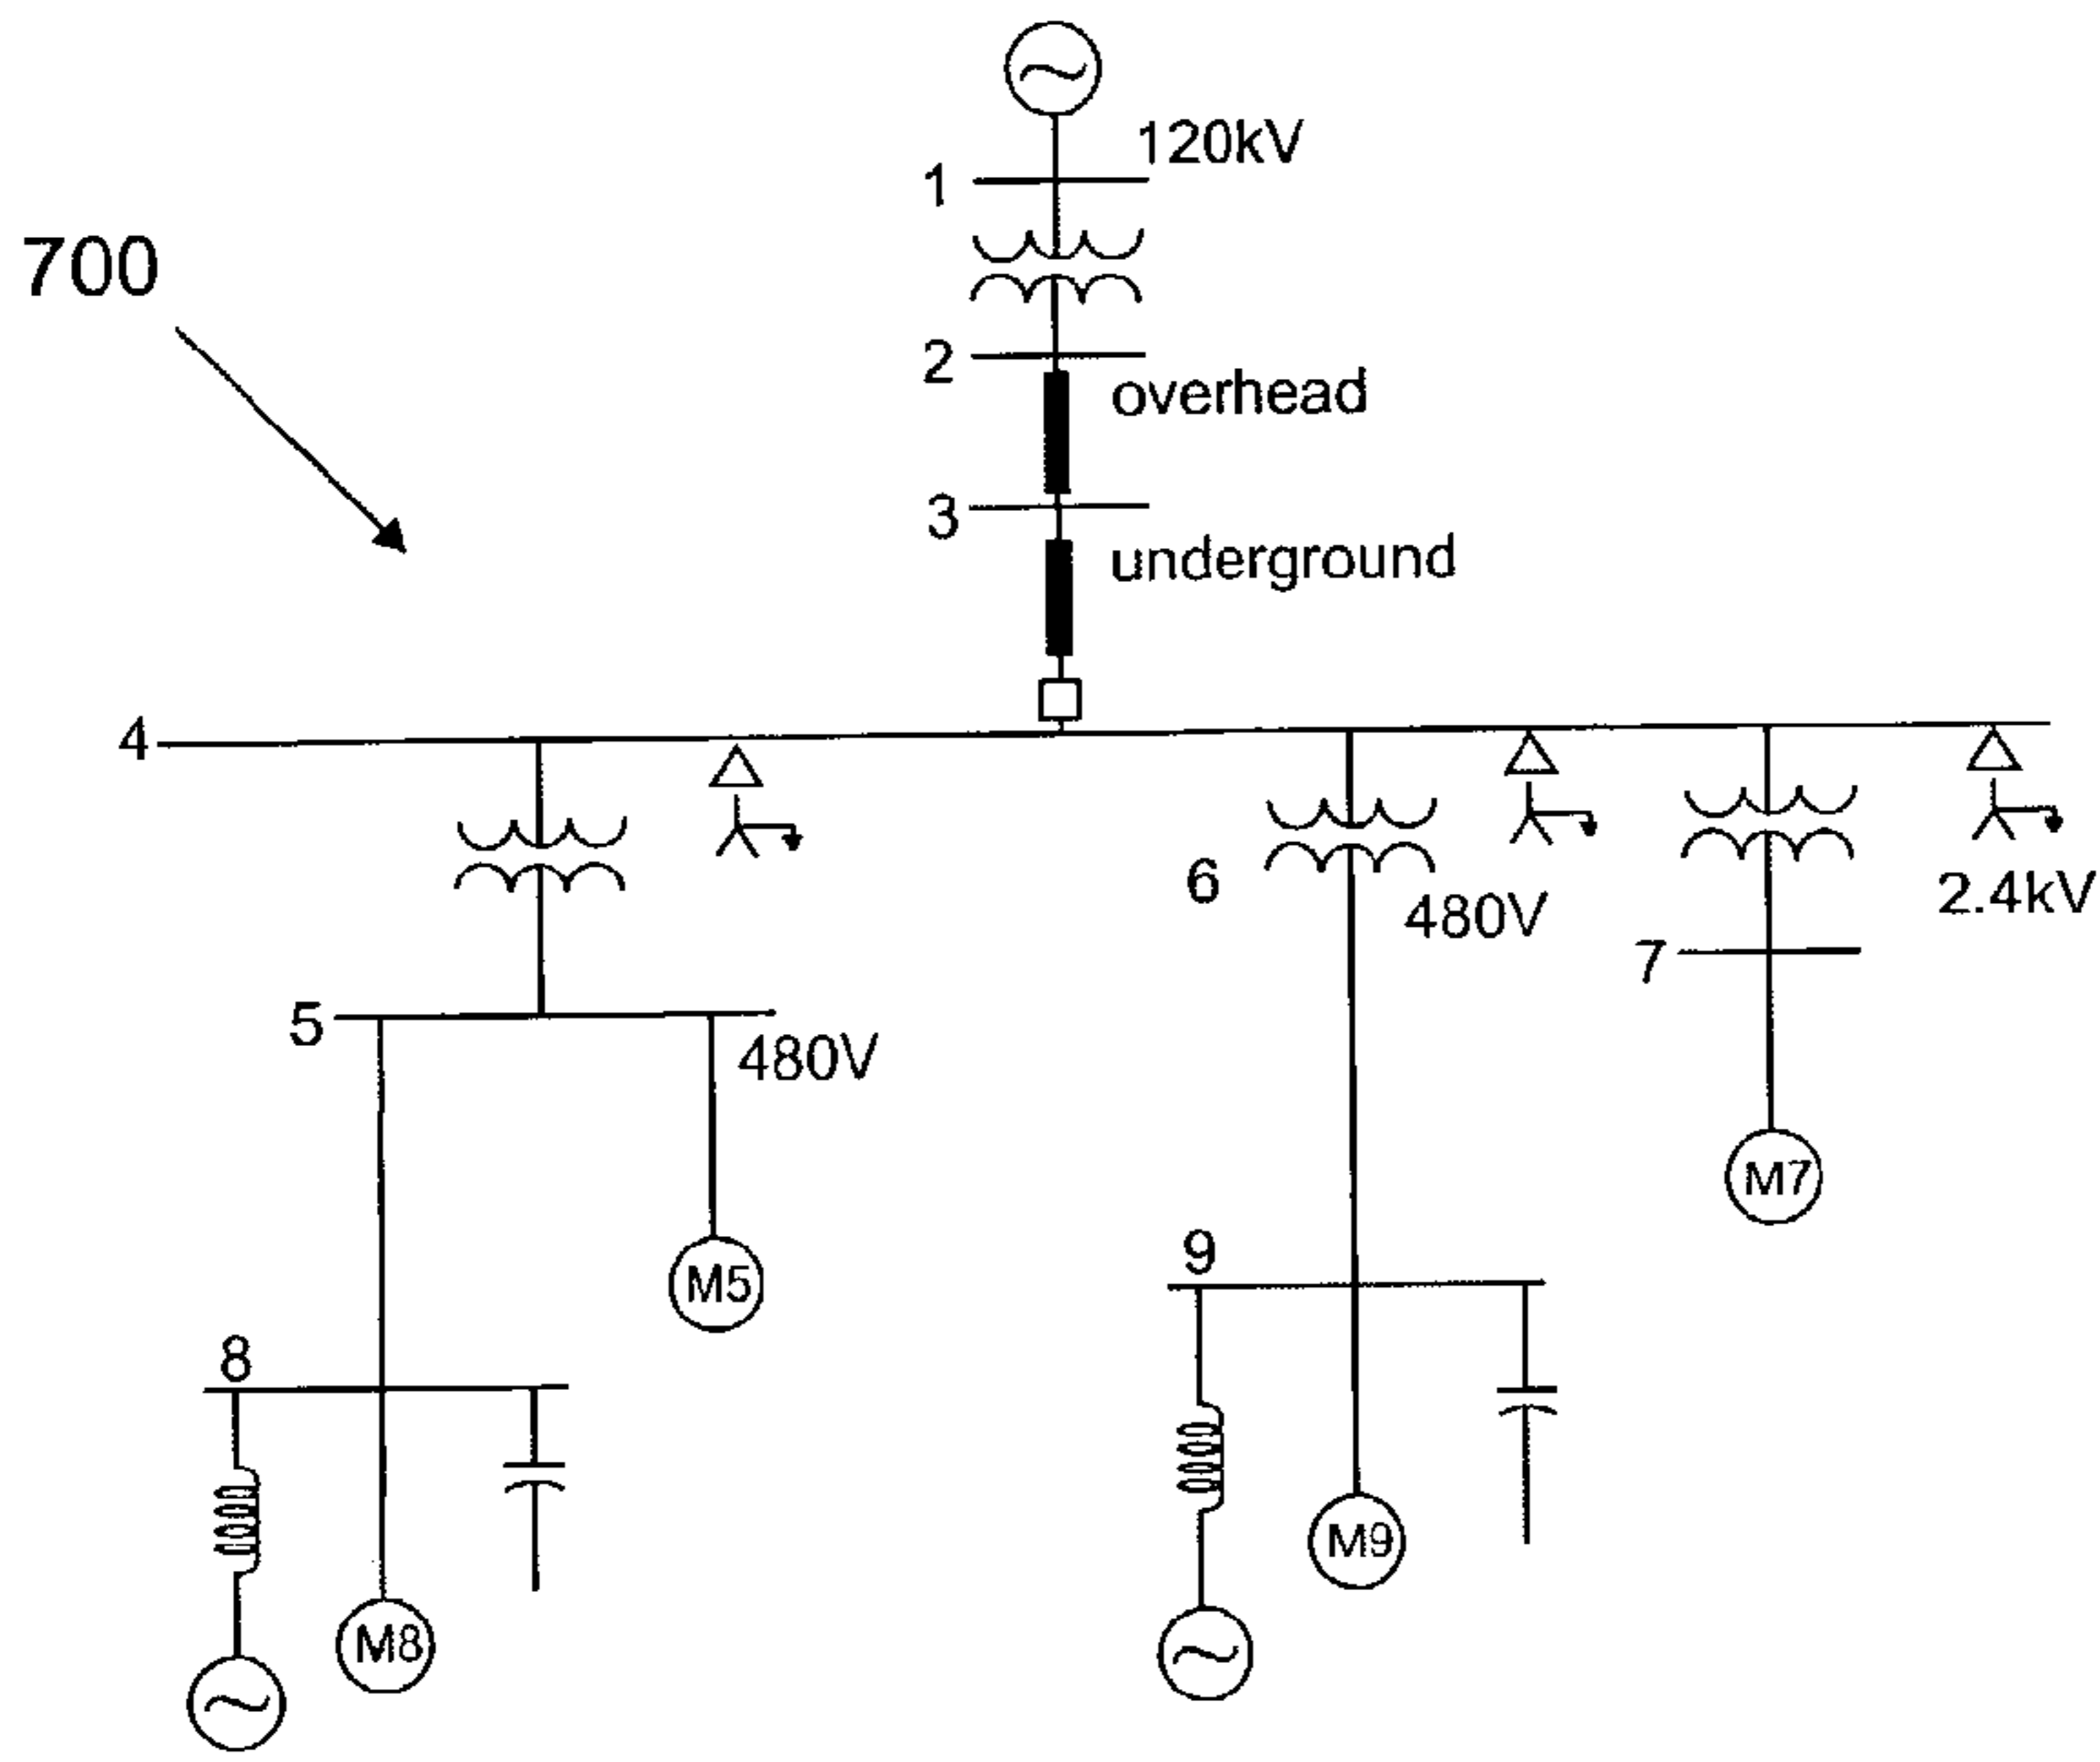 120kV
1
700
2
overhead
3
underground
4
6
480V
2.4kV
7
5
480V
M7
9
M5
8
M9
M8